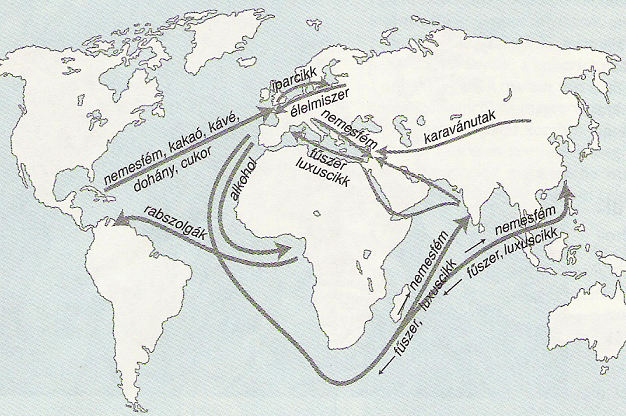 iparcikk
élelmiszer
nemesfém
karavánutak
nemesfém, kakaó, kávé,
dohány, cukor
fűszer
luxuscikk
alkohol
rabszolgák
nemesfém
fűszer, luxuscikk
nemesfém
fűszer, luxuscikk